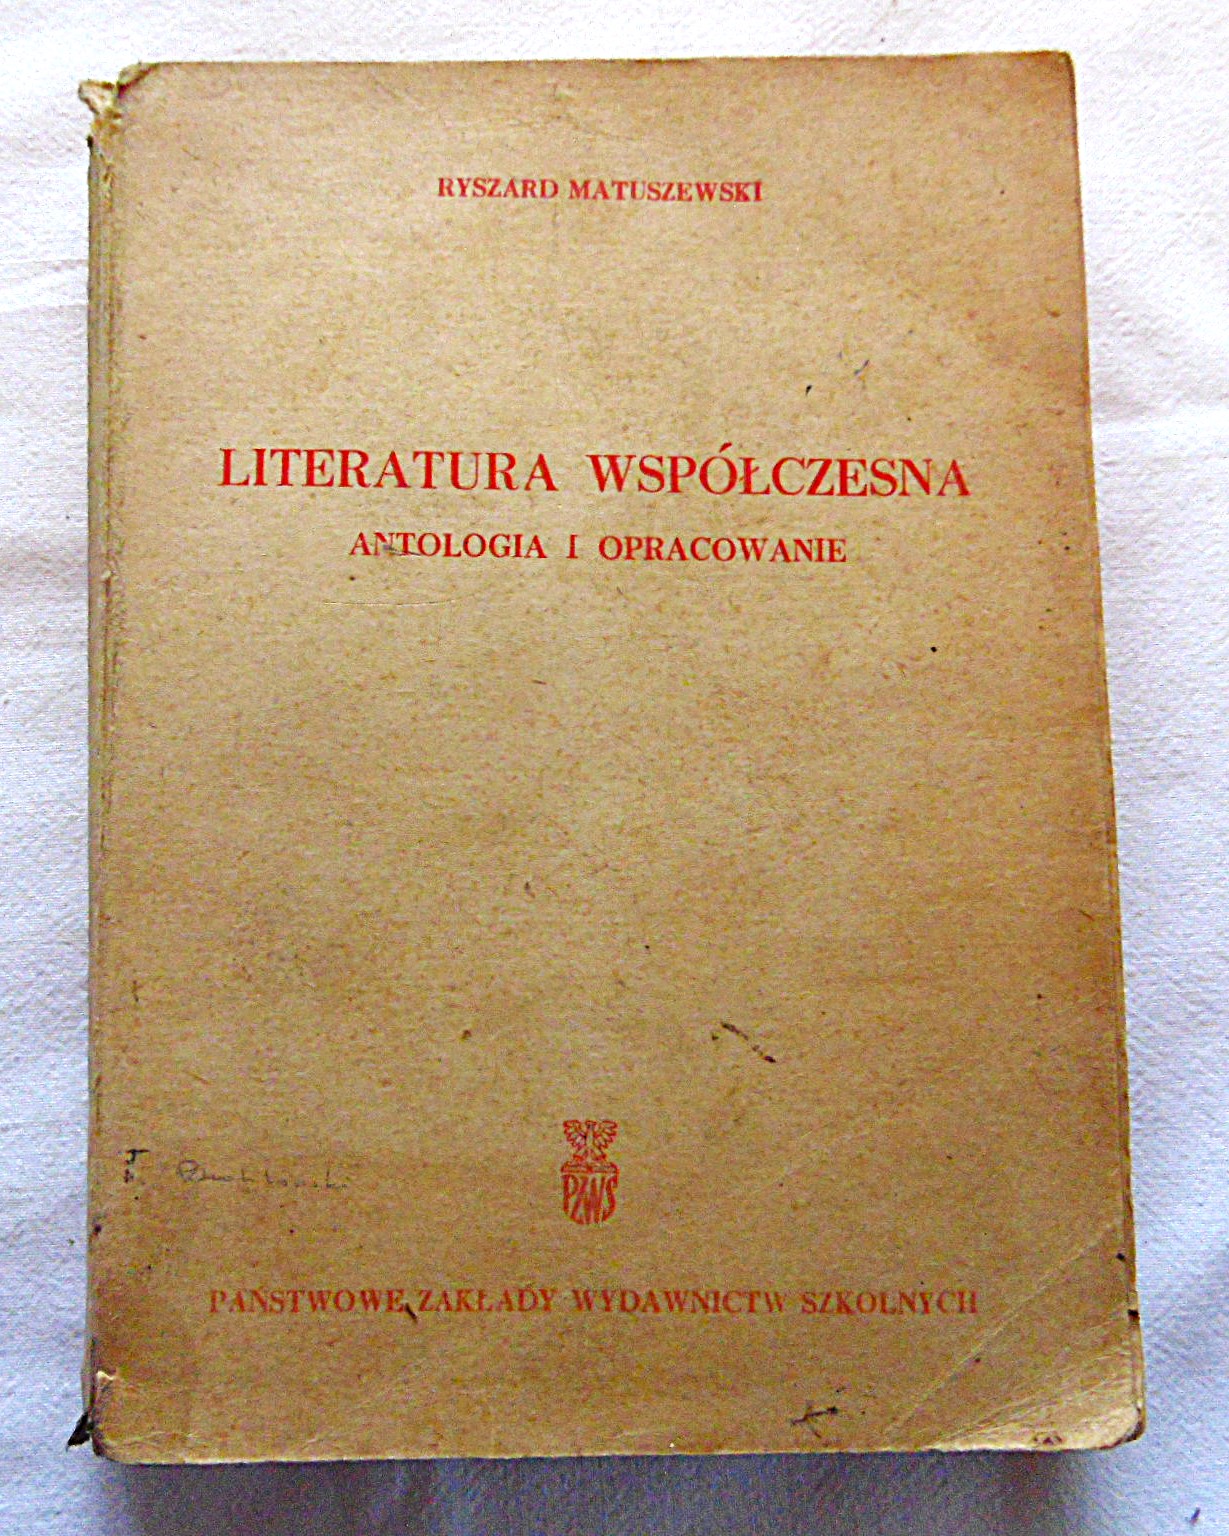 RYSZARD MATUSZEWSKI
LITERATURA WSPÓŁCZESNA
ANTOLOGIA I OPRACOWANIE
PZWS
PAŃSTWOWE ZAKŁADY WYDAWNICTW SZKOLNYCH